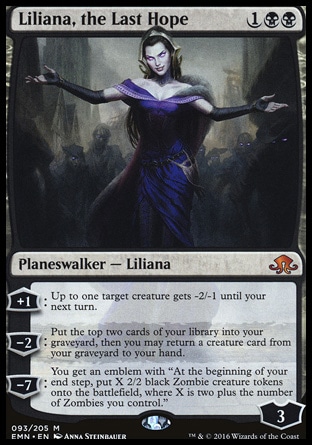 Liliana, the Last Hope 1
Planeswalker — Liliana
+1: Up to one target creature gets -2/-1 until your
next turn.
-2: Put the top two cards of your library into your
graveyard, then you may return a creature card from
your graveyard to your hand.
-7: You get an emblem with “At the beginning of your
end step, put X 2/2 black Zombie creature tokens
onto the battlefield, where X is two plus the number
of Zombies you control.”
3
093/205 M
EMN • EN Anna Steinbauer
™ & © 2016 Wizards of the Coast